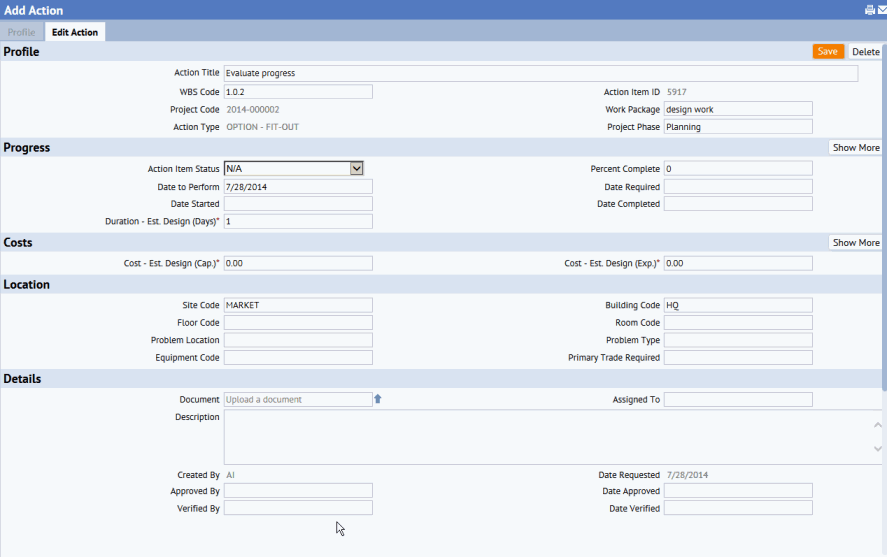 Add Action
Profile Edit Action
Profile Save Delete
Action Title Evaluate progress
WBS Code 1.0.2 Action Item ID 5917
Project Code 2014-000002 Work Package design work
Action Type OPTION - FIT-OUT Project Phase Planning
Progress Show More
Action Item Status N/A Percent Complete 0
Date to Perform 7/28/2014 Date Required
Date Started Date Completed
Duration - Est. Design (Days)* 1
Costs Show More
Cost - Est. Design (Cap.)* 0.00 Cost - Est. Design (Exp.)* 0.00
Location
Site Code MARKET Building Code HQ
Floor Code Room Code
Problem Location Problem Type
Equipment Code Primary Trade Required
Details
Document Upload a document Assigned To
Description
Created By AI Date Requested 7/28/2014
Approved By Date Approved
Verified By Date Verified